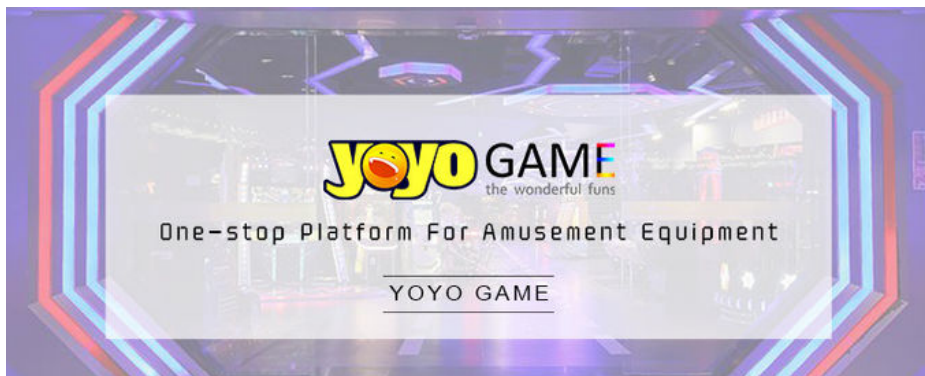 yoyo GAME
the wonderful funs
One-stop Platform For Amusement Equipment
YOYO GAME